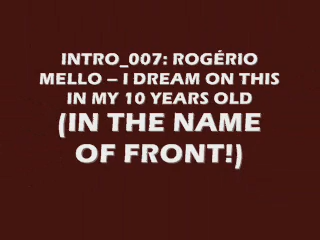 INTRO_007: ROGÉRIO
MELLO – I DREAM ON THIS
IN MY 10 YEARS OLD
(IN THE NAME
OF FRONT!)